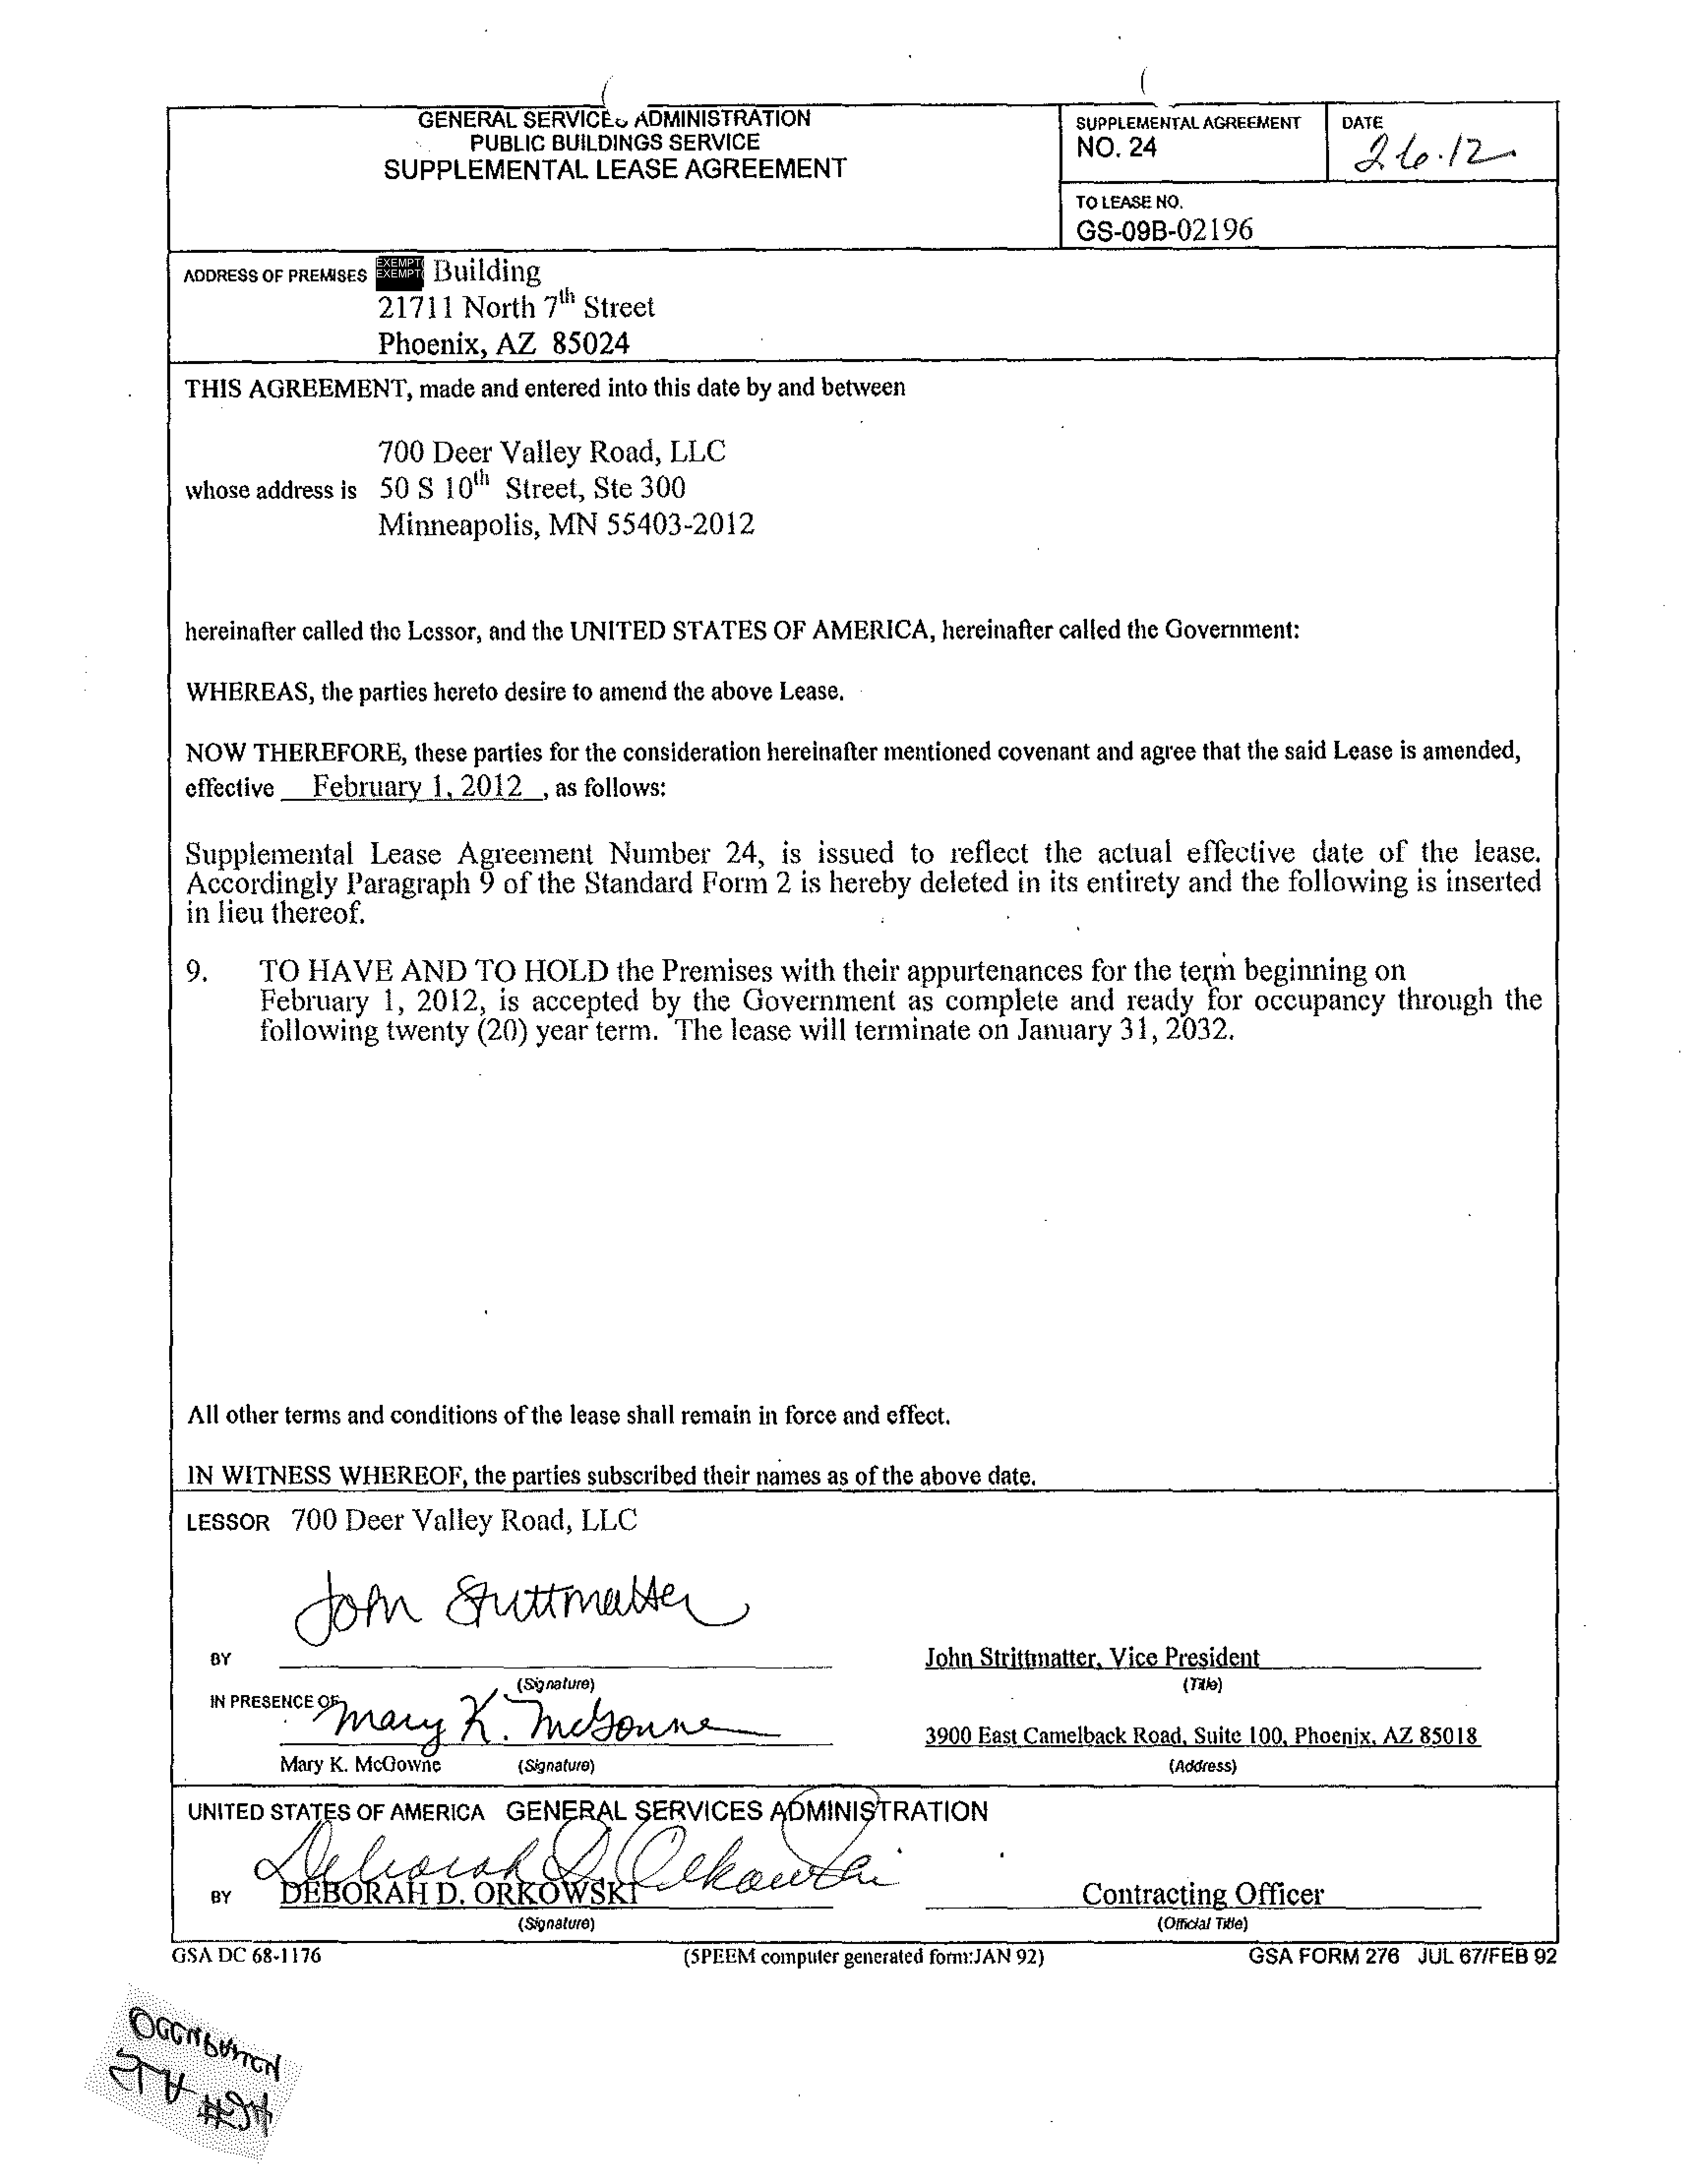 GENERAL SERVICES ADMINISTRATION
PUBLIC BUILDINGS SERVICE
SUPPLEMENTAL LEASE AGREEMENT
SUPPLEMENTAL AGREEMENT
NO. 24
DATE
2.6.12
TO LEASE NO.
GS-09B-02196
ADDRESS OF PREMISES Building
21711 North 7th Street
Phoenix, AZ 85024
THIS AGREEMENT, made and entered into this date by and between
700 Deer Valley Road, LLC
whose address is 50 S 10th Street, Ste 300
Minneapolis, MN 55403-2012
hereinafter called the Lessor, and the UNITED STATES OF AMERICA, hereinafter called the Government:
WHEREAS, the parties hereto desire to amend the above Lease.
NOW THEREFORE, these parties for the consideration hereinafter mentioned covenant and agree that the said Lease is amended,
effective February 1, 2012 , as follows:
Supplemental Lease Agreement Number 24, is issued to reflect the actual effective date of the lease.
Accordingly Paragraph 9 of the Standard Form 2 is hereby deleted in its entirety and the following is inserted
in lieu thereof.
9. TO HAVE AND TO HOLD the Premises with their appurtenances for the term beginning on
February 1, 2012, is accepted by the Government as complete and ready for occupancy through the
following twenty (20) year term. The lease will terminate on January 31, 2032.
All other terms and conditions of the lease shall remain in force and effect.
IN WITNESS WHEREOF, the parties subscribed their names as of the above date.
LESSOR 700 Deer Valley Road, LLC
John Strittmatter
BY
John Strittmatter, Vice President
(Signature)
(Title)
IN PRESENCE OF
Mary K. McGowne
3900 East Camelback Road, Suite 100, Phoenix, AZ 85018
Mary K. McGowne (Signature)
(Address)
UNITED STATES OF AMERICA GENERAL SERVICES ADMINISTRATION
Deborah D. Orkowski
BY DEBORAH D. ORKOWSKI
Contracting Officer
(Signature)
(Official Title)
GSA DC 68-1176 (5PEEM computer generated form:JAN 92) GSA FORM 276 JUL 67/FEB 92